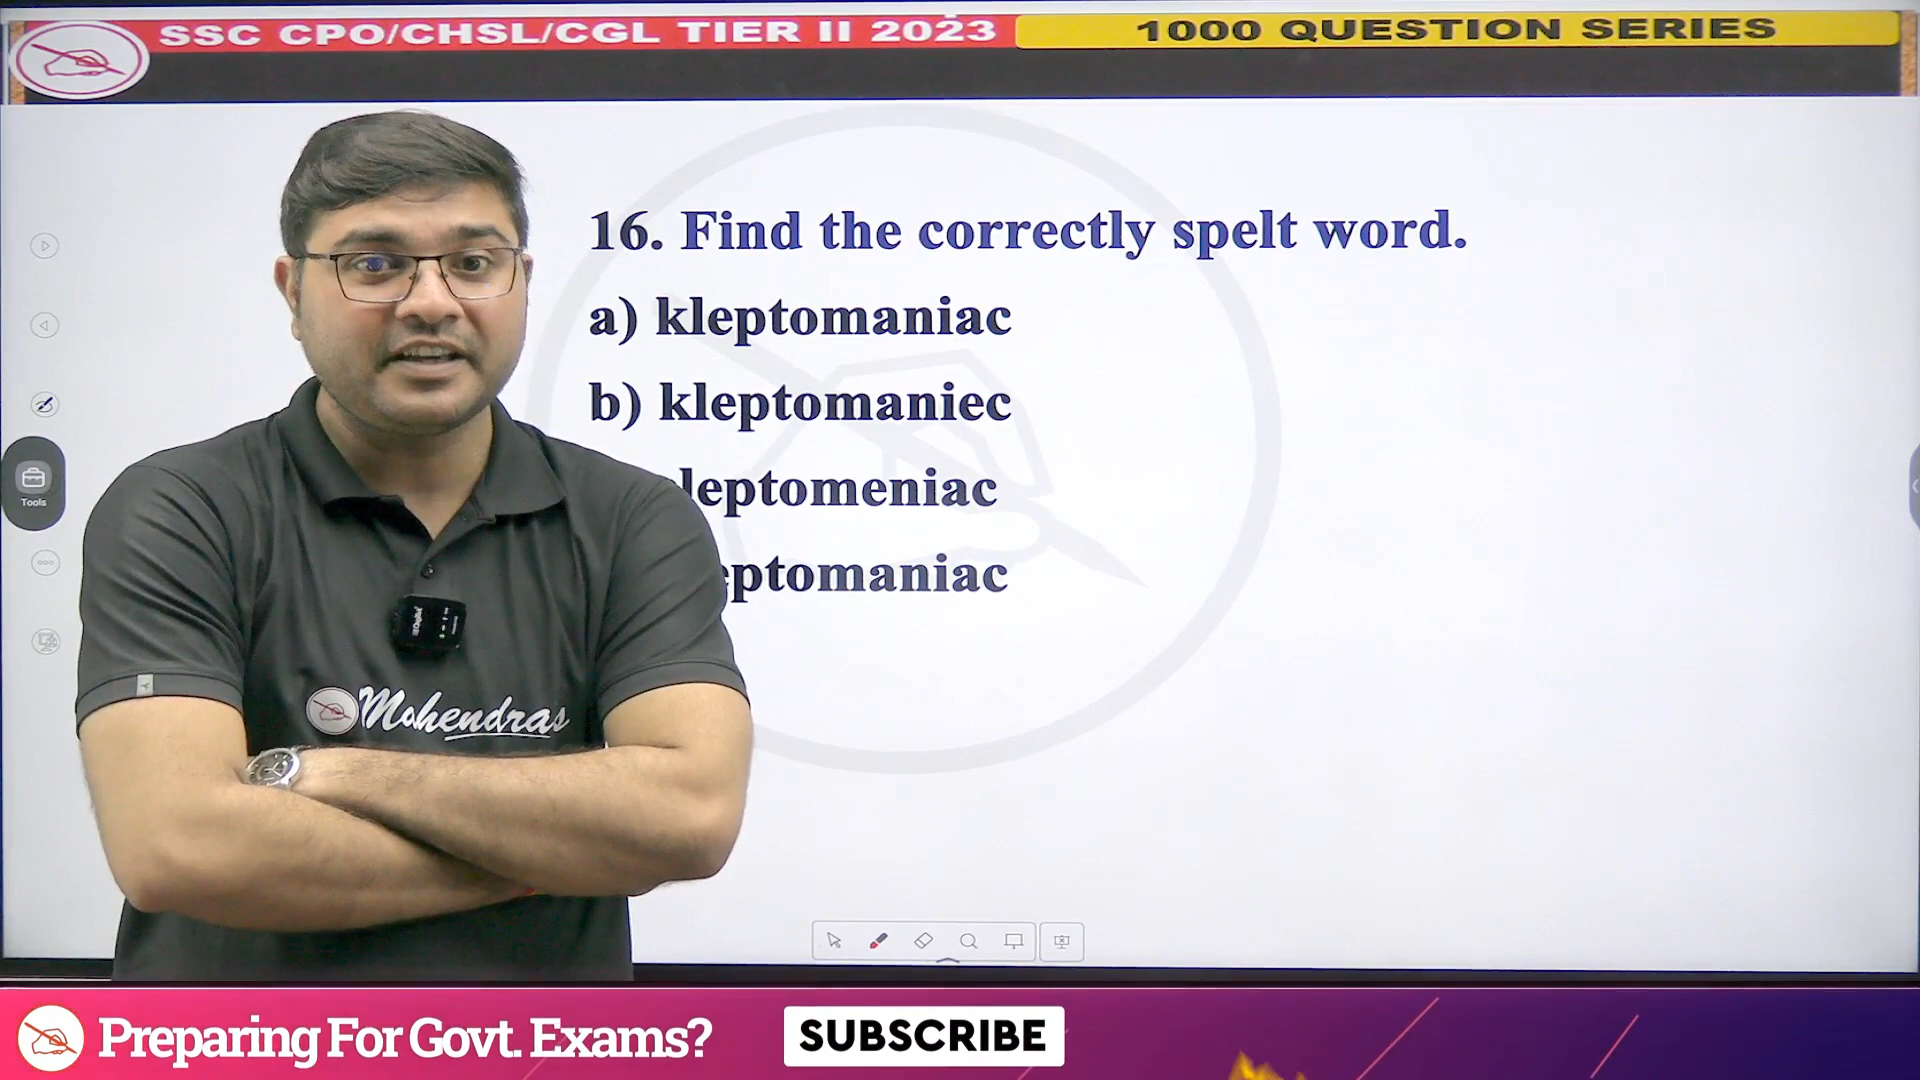 SSC CPO/CHSL/CGL TIER II 2023
1000 QUESTION SERIES
16. Find the correctly spelt word.
a) kleptomaniac
b) kleptomaniec
leptomeniac
eptomaniac
Tools
Mahendras
Preparing For Govt. Exams?
SUBSCRIBE